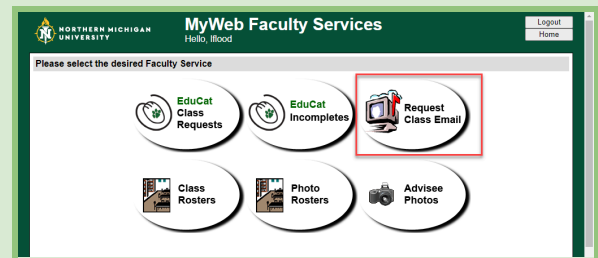 NORTHERN MICHIGAN
UNIVERSITY
MyWeb Faculty Services
Hello, lflood
Logout
Home
Please select the desired Faculty Service
EduCat
Class
Requests
EduCat
Incompletes
Request
Class Email
Class
Rosters
Photo
Rosters
Advisee
Photos